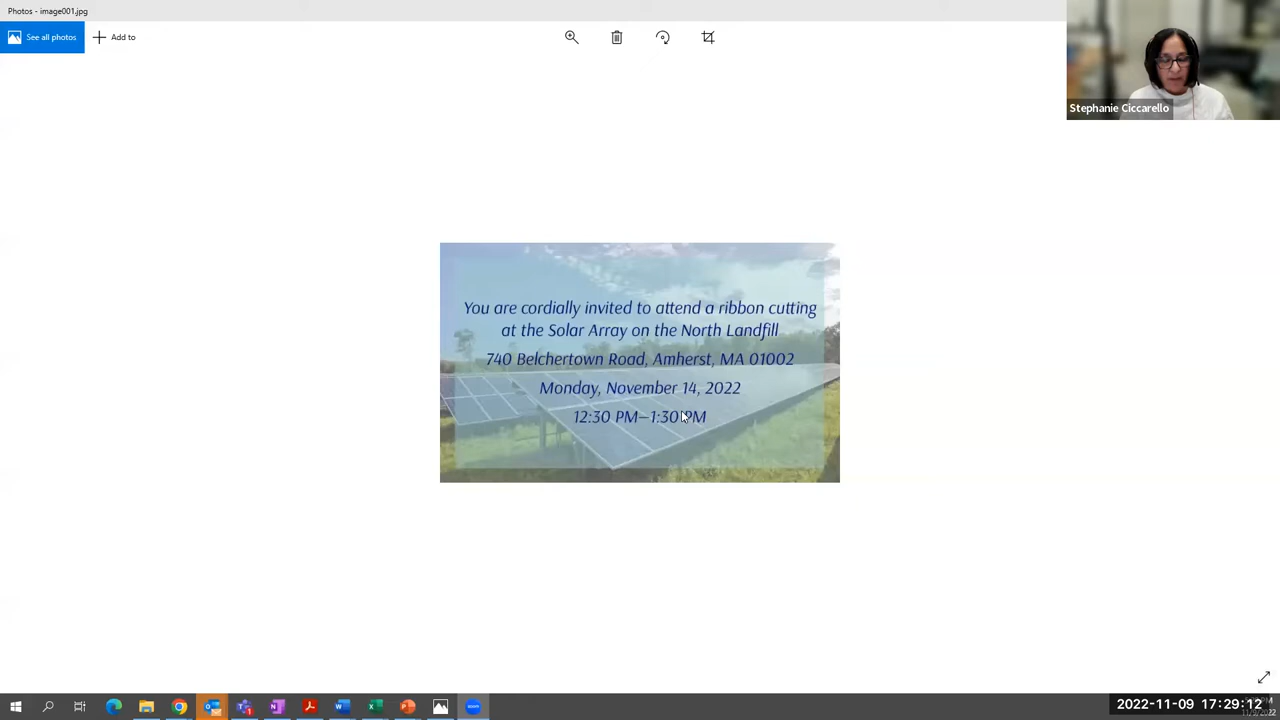 Photos - image001.jpg
See all photos
Add to
Stephanie Ciccarello
You are cordially invited to attend a ribbon cutting
at the Solar Array on the North Landfill
740 Belchertown Road, Amherst, MA 01002
Monday, November 14, 2022
12:30 PM—1:30 PM
2022-11-09 17:29:12